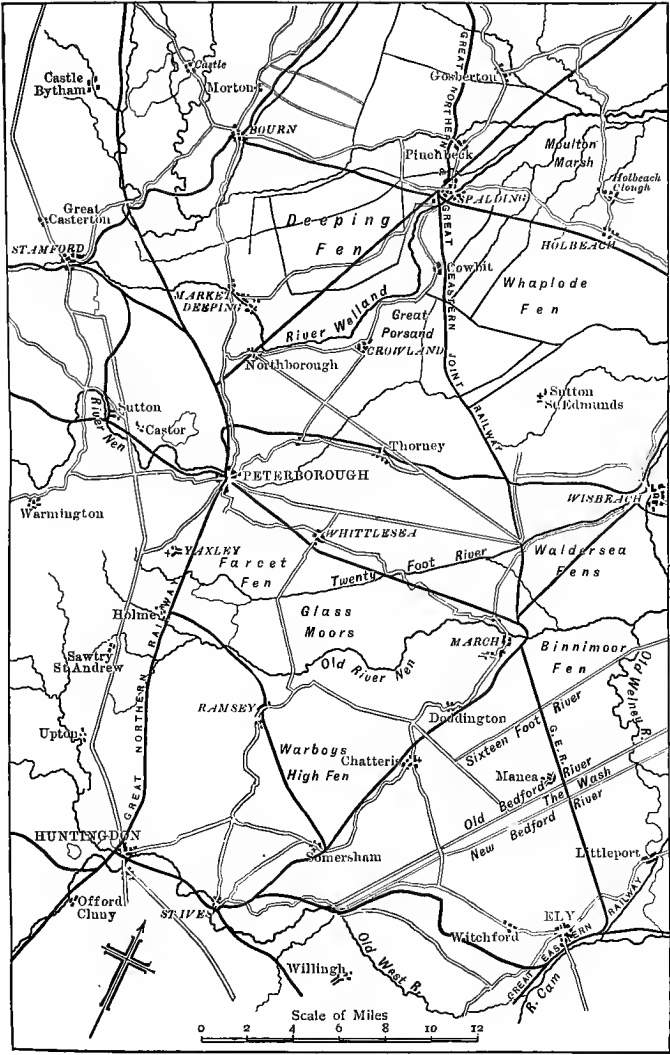 Castle
Castle
Bytham
Morton
BOURN
GREAT NORTHERN &
Gosberton
Pinchbeck
Moulton
Marsh
Holbeach
Clough
Great
Casterton
STAMFORD
Deeping
Fen
SPALDING
HOLBEACH
GREAT EASTERN JOINT RAILWAY
Cowbit
Whaplode
Fen
MARKET
DEEPING
River Welland
Great
Porsand
CROWLAND
Northborough
Sutton
St. Edmunds
Sutton
Castor
River Nen
Thorney
PETERBOROUGH
WISBEACH
Warmington
WHITTLESEA
YAXLEY
Farcet
Fen
Twenty Foot River
Waldersea
Fens
Holme
Glass
Moors
MARCH
Binnimoor
Fen
Sawtry
St Andrew
Old River Nen
Old Welney R.
RAMSEY
Doddington
Sixteen Foot River
Upton
GREAT NORTHERN RAILWAY
Warboys
High Fen
Chatteris
G.E.R.
Manea
Old Bedford River
The Wash
New Bedford River
HUNTINGDON
Somersham
Littleport
Offord
Cluny
ST IVES
Witchford
ELY
GREAT EASTERN RAILWAY
Willingh
Old West R.
R. Cam
Scale of Miles
0 2 4 6 8 10 12